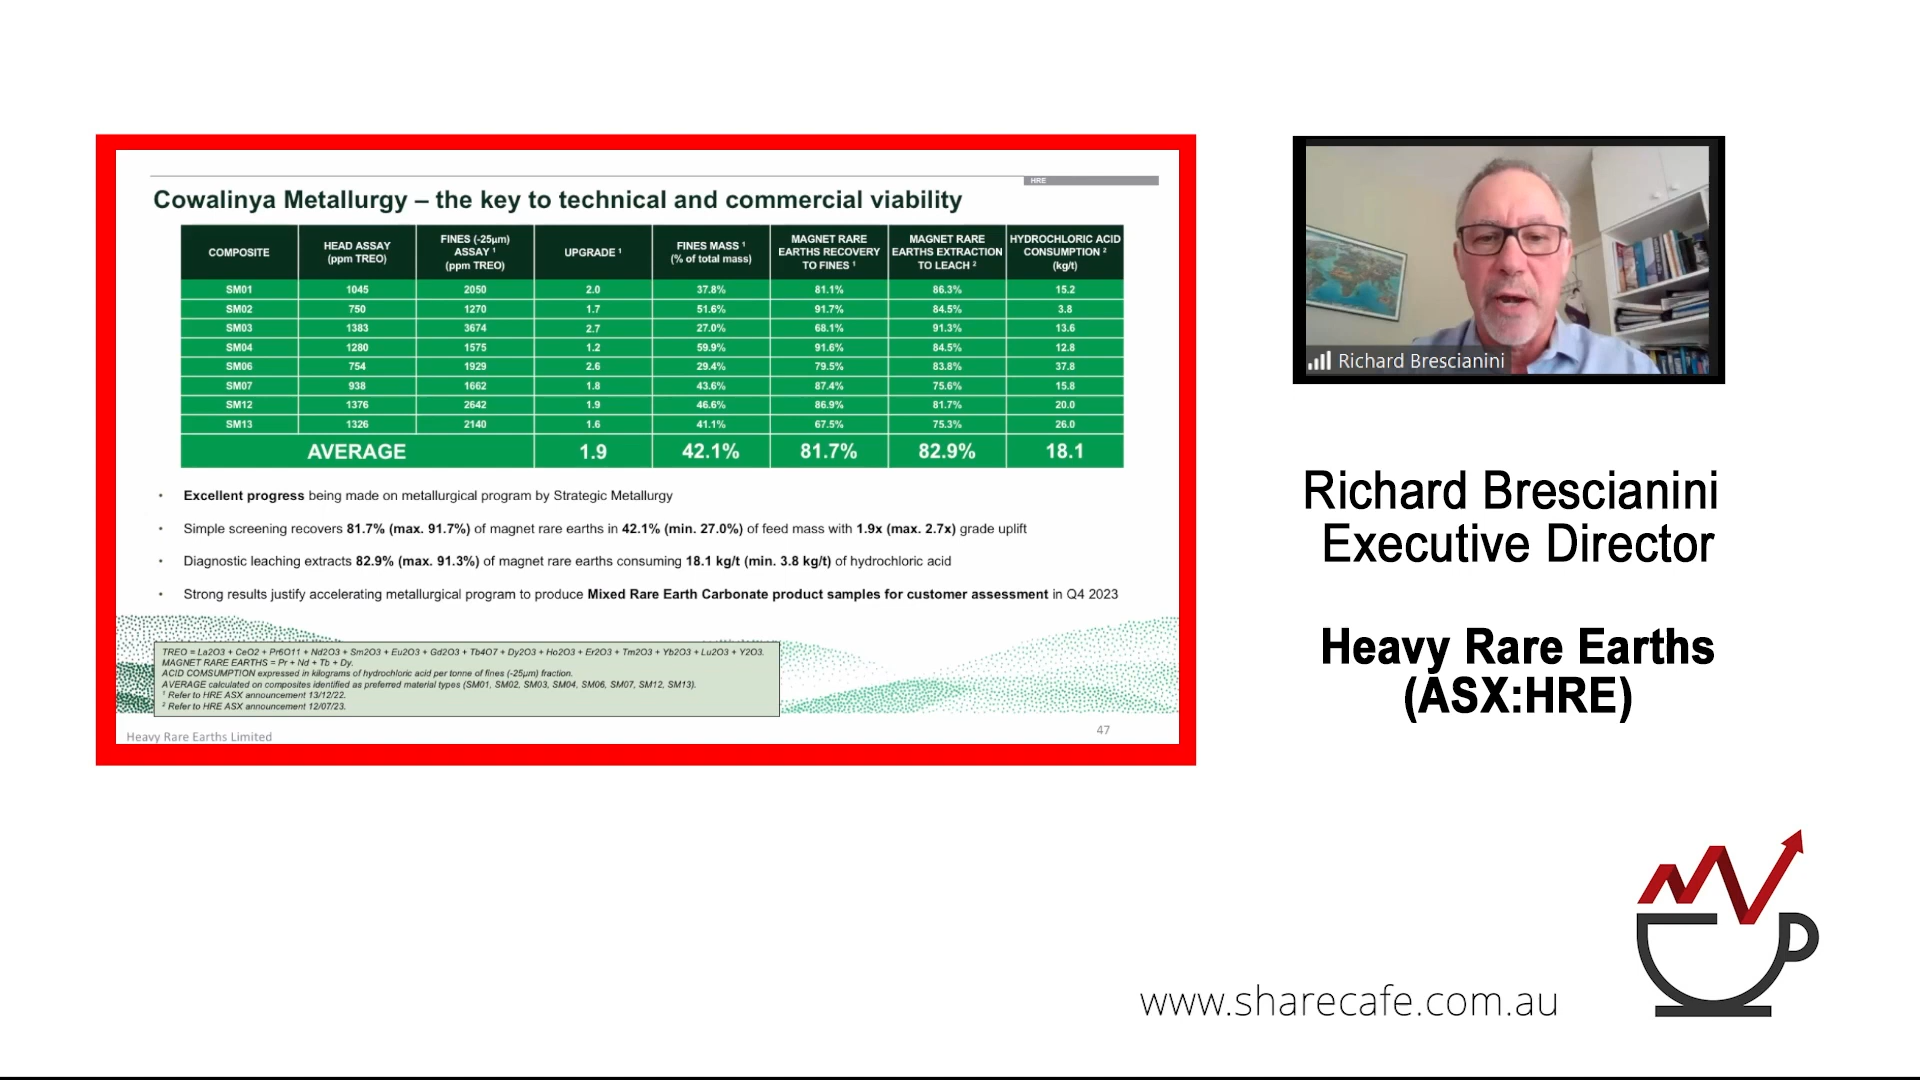 HRE
Cowalinya Metallurgy – the key to technical and commercial viability
COMPOSITE HEAD ASSAY (ppm TREO) FINES (-25µm) ASSAY ¹ (ppm TREO) UPGRADE ¹ FINES MASS ¹ (% of total mass) MAGNET RARE EARTHS RECOVERY TO FINES ¹ MAGNET RARE EARTHS EXTRACTION TO LEACH ² HYDROCHLORIC ACID CONSUMPTION ² (kg/t)
SM01 1045 2050 2.0 37.8% 81.1% 86.3% 15.2
SM02 750 1270 1.7 51.6% 91.7% 84.5% 3.8
SM03 1383 3674 2.7 27.0% 68.1% 91.3% 13.6
SM04 1280 1575 1.2 59.9% 91.6% 84.5% 12.8
SM06 754 1929 2.6 29.4% 79.5% 83.8% 37.8
SM07 938 1662 1.8 43.6% 87.4% 75.6% 15.8
SM12 1376 2642 1.9 46.6% 86.9% 81.7% 20.0
SM13 1326 2140 1.6 41.1% 67.5% 75.3% 26.0
AVERAGE 1.9 42.1% 81.7% 82.9% 18.1
• Excellent progress being made on metallurgical program by Strategic Metallurgy
• Simple screening recovers 81.7% (max. 91.7%) of magnet rare earths in 42.1% (min. 27.0%) of feed mass with 1.9x (max. 2.7x) grade uplift
• Diagnostic leaching extracts 82.9% (max. 91.3%) of magnet rare earths consuming 18.1 kg/t (min. 3.8 kg/t) of hydrochloric acid
• Strong results justify accelerating metallurgical program to produce Mixed Rare Earth Carbonate product samples for customer assessment in Q4 2023
TREO = La2O3 + CeO2 + Pr6O11 + Nd2O3 + Sm2O3 + Eu2O3 + Gd2O3 + Tb4O7 + Dy2O3 + Ho2O3 + Er2O3 + Tm2O3 + Yb2O3 + Lu2O3 + Y2O3.
MAGNET RARE EARTHS = Pr + Nd + Tb + Dy.
ACID COMSUMPTION expressed in kilograms of hydrochloric acid per tonne of fines (-25µm) fraction.
AVERAGE calculated on composites identified as preferred material types (SM01, SM02, SM03, SM04, SM06, SM07, SM12, SM13).
¹ Refer to HRE ASX announcement 13/12/22.
² Refer to HRE ASX announcement 12/07/23.
Heavy Rare Earths Limited
47
Richard Brescianini
Richard Brescianini
Executive Director
Heavy Rare Earths
(ASX:HRE)
www.sharecafe.com.au